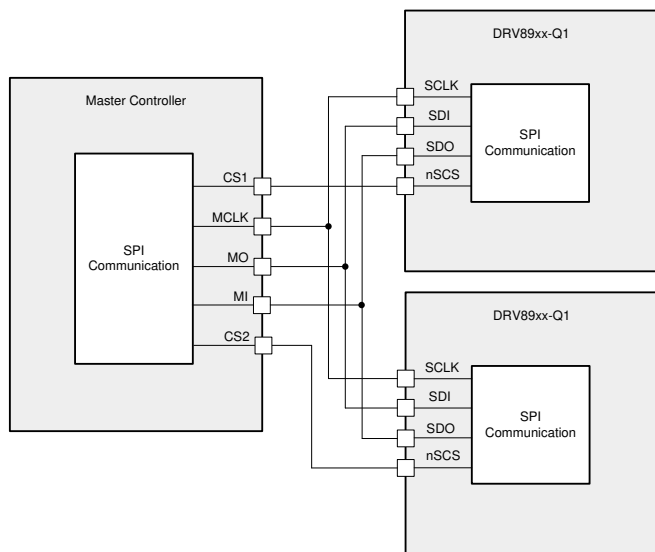 DRV89xx-Q1
SCLK
SDI
SDO
nSCS
SPI
Communication
Master Controller
CS1
MCLK
MO
MI
CS2
SPI
Communication
DRV89xx-Q1
SCLK
SDI
SDO
nSCS
SPI
Communication